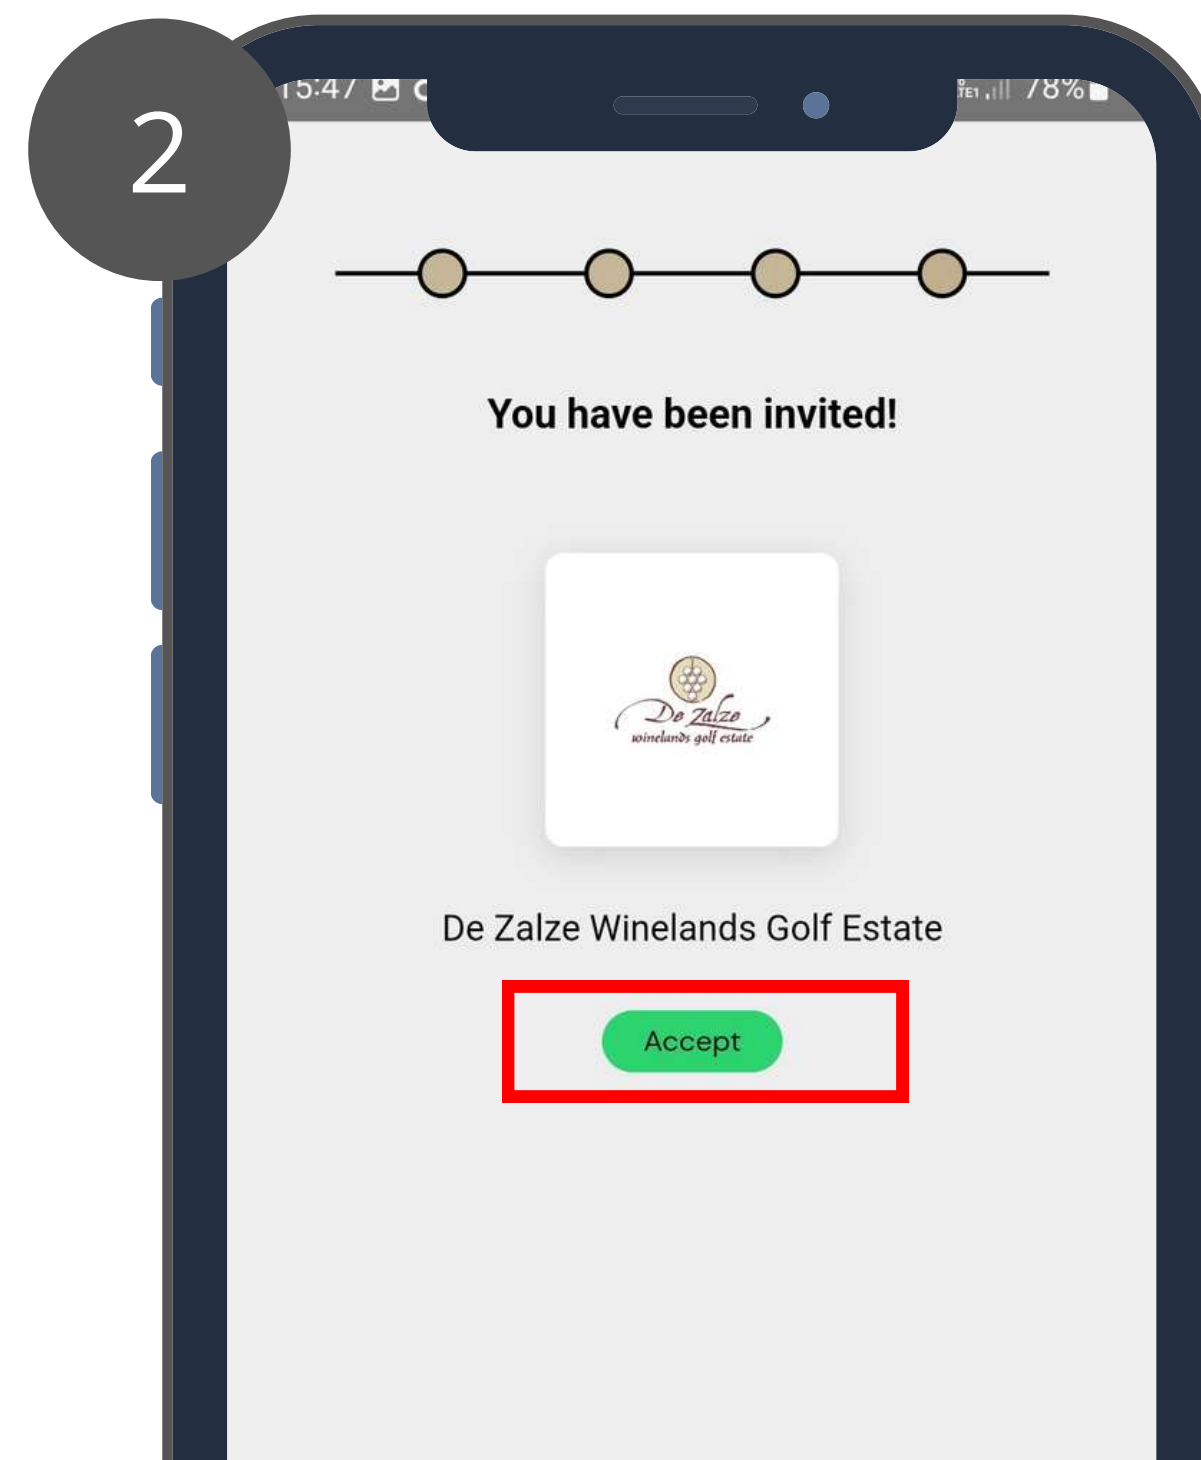 2
15:47
78%
You have been invited!
De Zalze
winelands golf estate
De Zalze Winelands Golf Estate
Accept